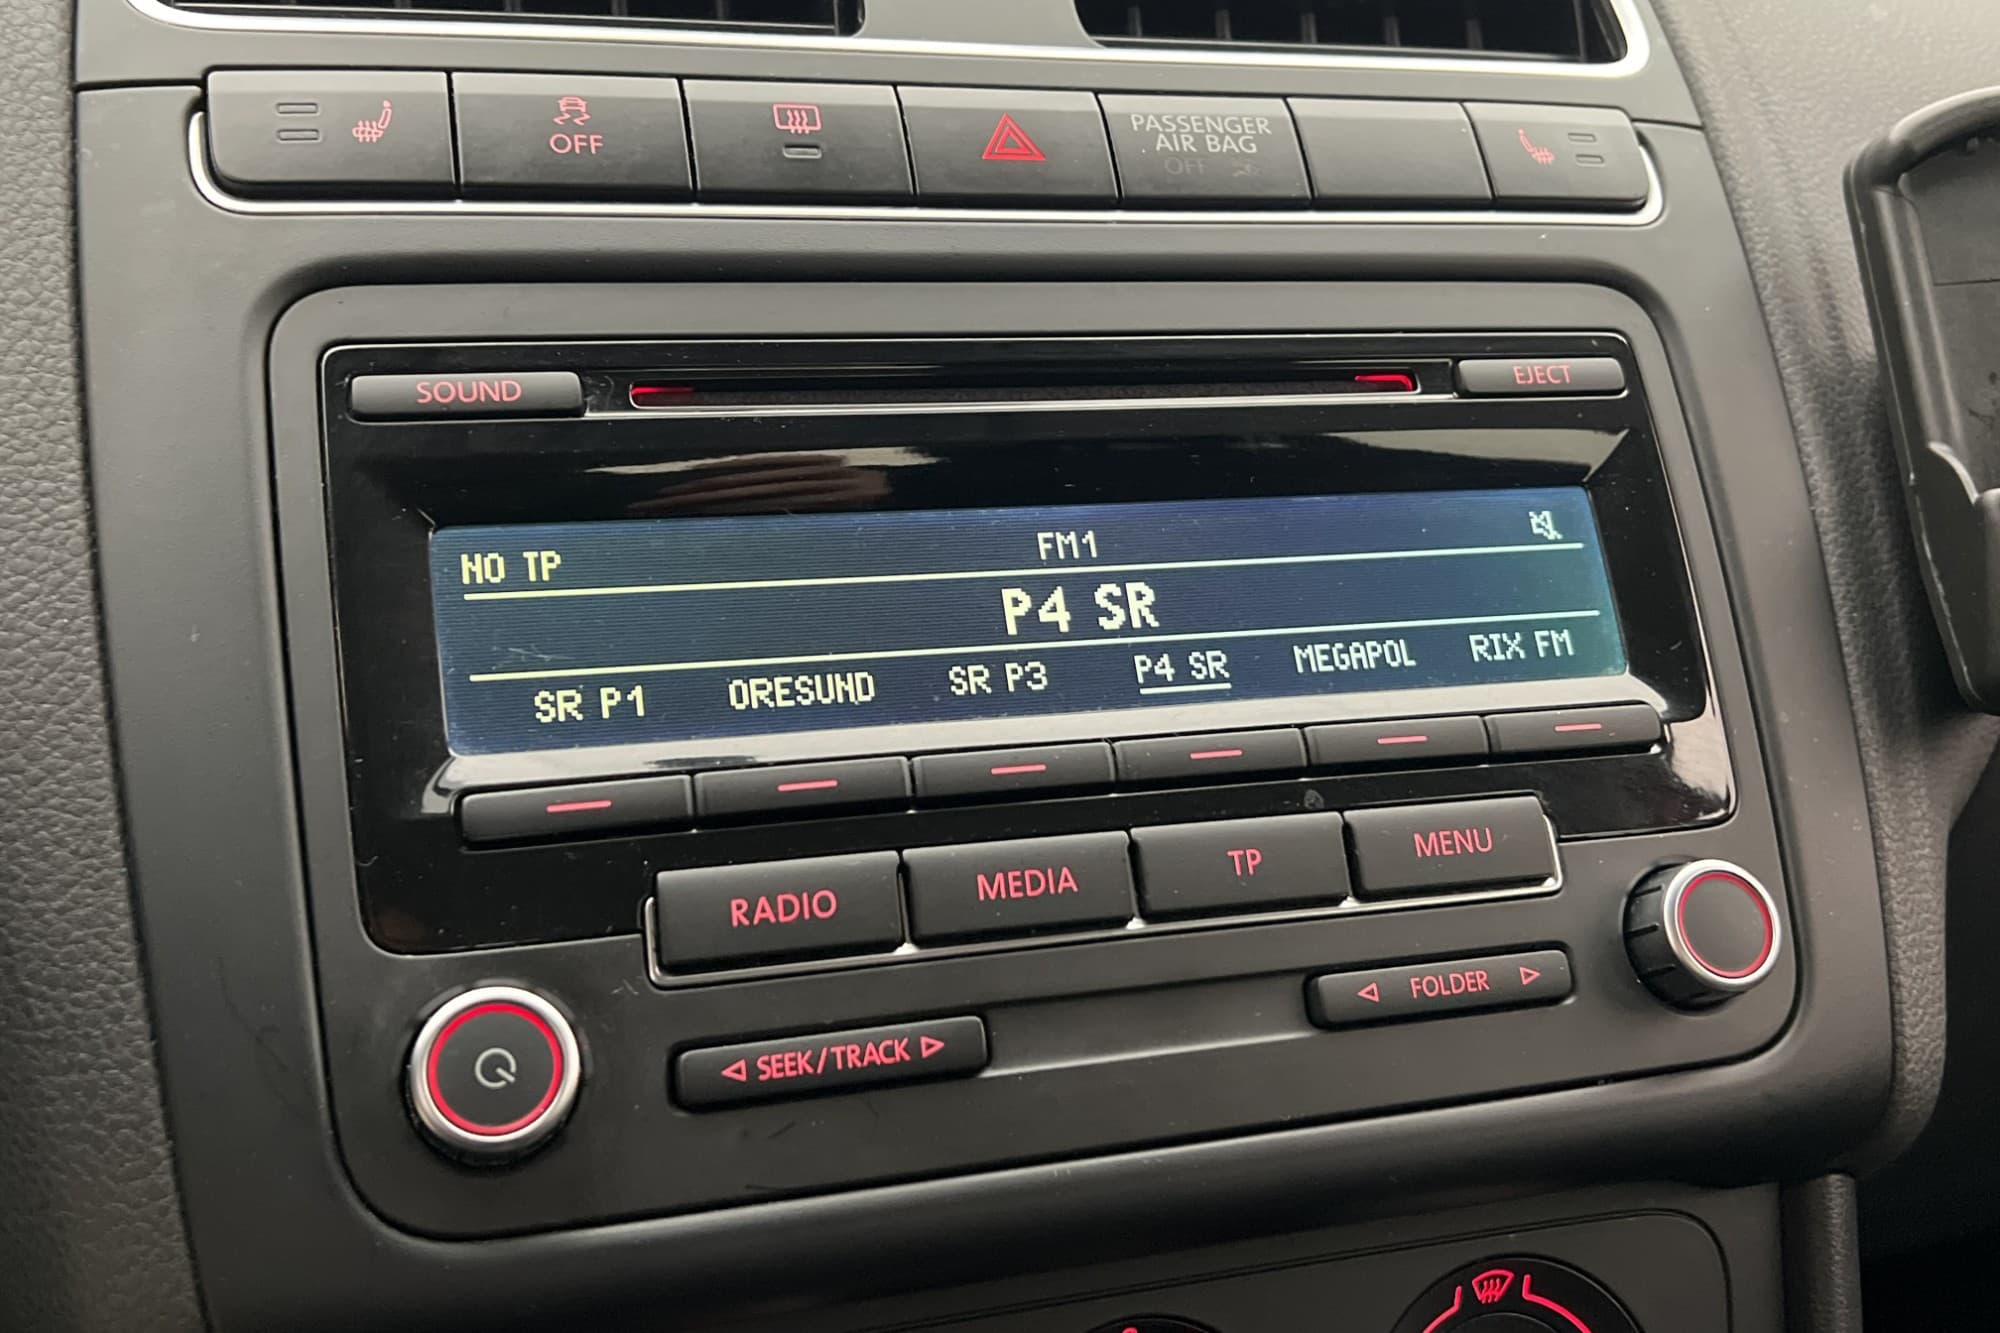 OFF
PASSENGER
AIR BAG
OFF
SOUND
EJECT
NO TP
FM1
P4 SR
SR P1 ORESUND SR P3 P4 SR MEGAPOL RIX FM
RADIO MEDIA TP MENU
SEEK/TRACK
FOLDER